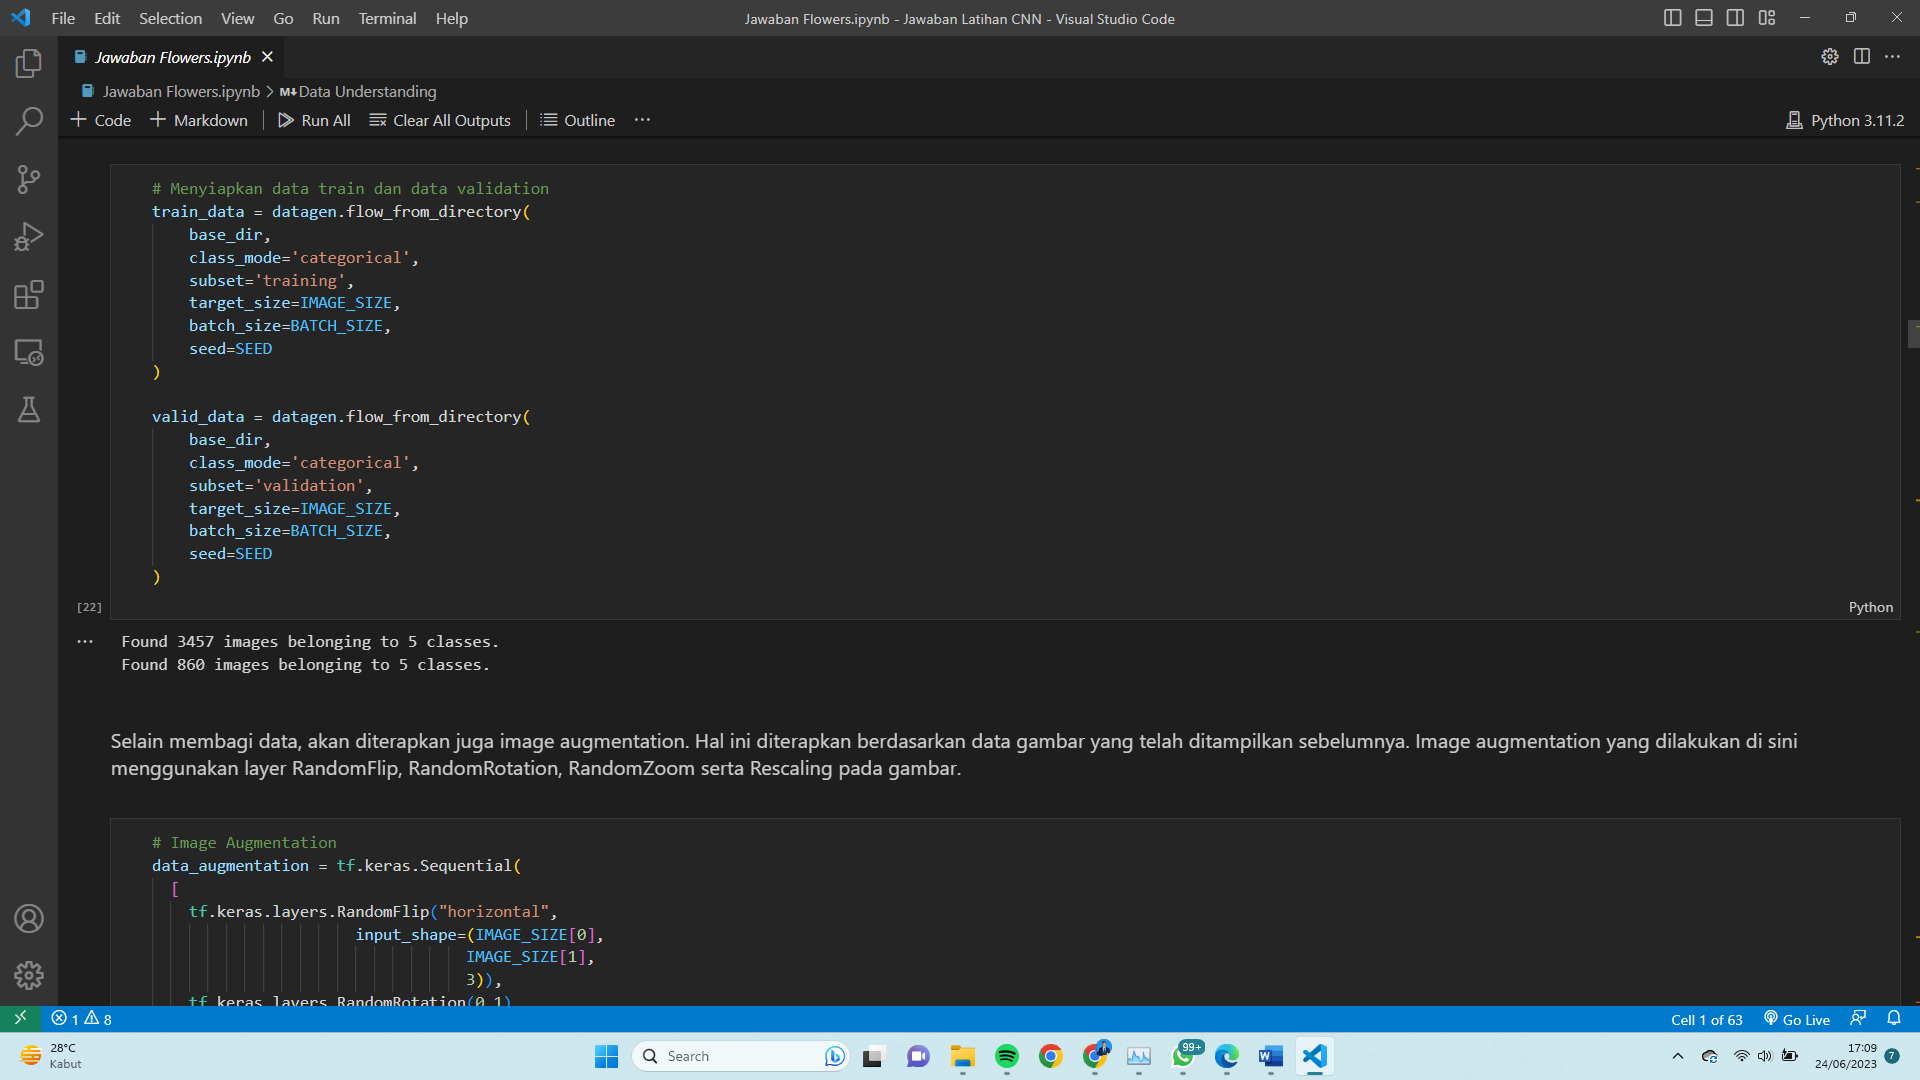 File Edit Selection View Go Run Terminal Help
Jawaban Flowers.ipynb - Jawaban Latihan CNN - Visual Studio Code
Jawaban Flowers.ipynb
Jawaban Flowers.ipynb > M↓Data Understanding
+ Code + Markdown Run All Clear All Outputs Outline ...
Python 3.11.2
# Menyiapkan data train dan data validation
train_data = datagen.flow_from_directory(
    base_dir,
    class_mode='categorical',
    subset='training',
    target_size=IMAGE_SIZE,
    batch_size=BATCH_SIZE,
    seed=SEED
)
valid_data = datagen.flow_from_directory(
    base_dir,
    class_mode='categorical',
    subset='validation',
    target_size=IMAGE_SIZE,
    batch_size=BATCH_SIZE,
    seed=SEED
)
[22]
Python
... Found 3457 images belonging to 5 classes.
Found 860 images belonging to 5 classes.
Selain membagi data, akan diterapkan juga image augmentation. Hal ini diterapkan berdasarkan data gambar yang telah ditampilkan sebelumnya. Image augmentation yang dilakukan di sini
menggunakan layer RandomFlip, RandomRotation, RandomZoom serta Rescaling pada gambar.
# Image Augmentation
data_augmentation = tf.keras.Sequential(
  [
    tf.keras.layers.RandomFlip("horizontal",
                      input_shape=(IMAGE_SIZE[0],
                                  IMAGE_SIZE[1],
                                  3)),
    tf.keras.layers.RandomRotation(0.1)
1 8
Cell 1 of 63 Go Live
28°C
Kabut
Search
99+
17:09
24/06/2023
7